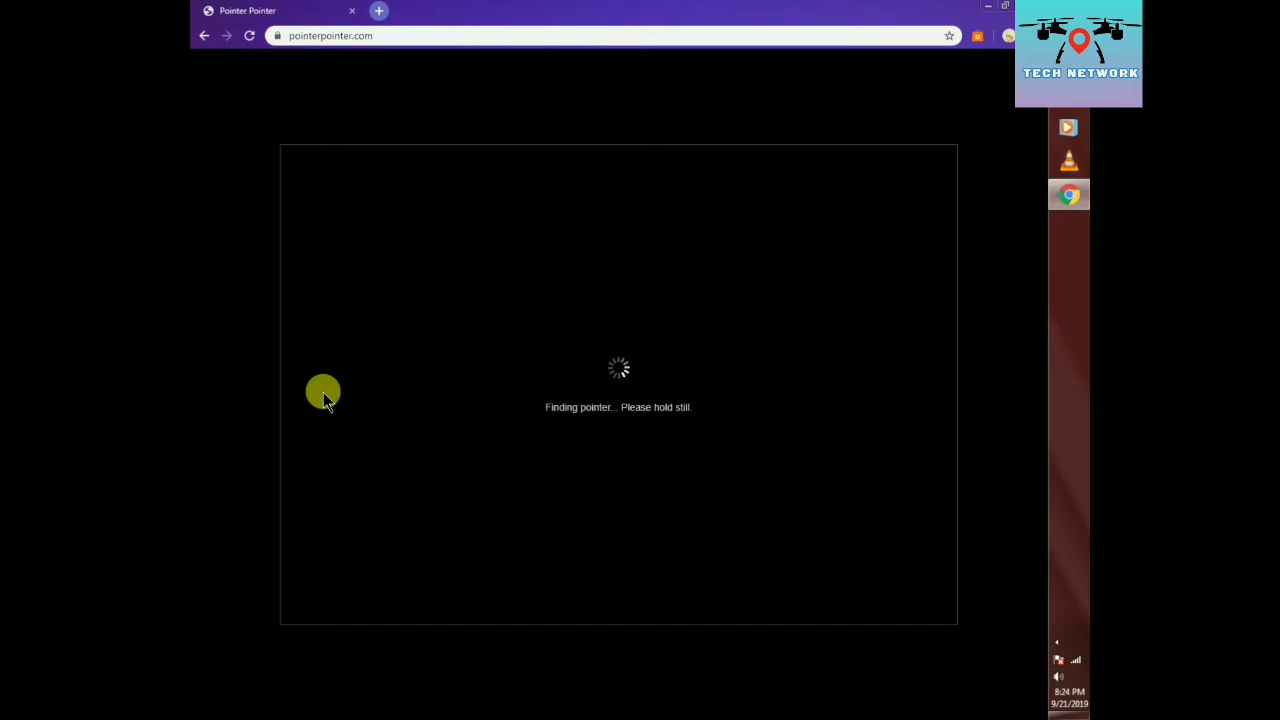 Pointer Pointer
pointerpointer.com
TECH NETWORK
Finding pointer... Please hold still.
8:24 PM
9/21/2019